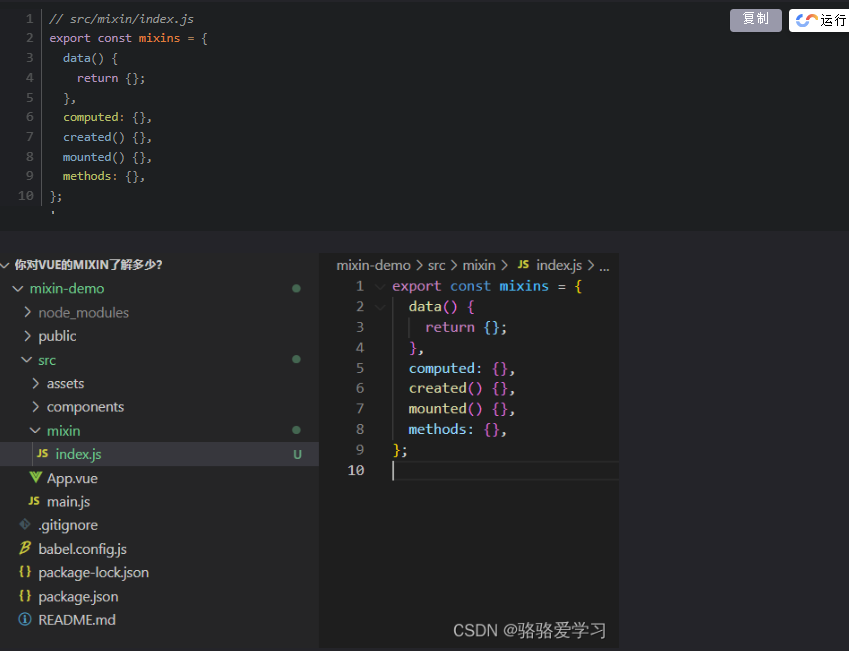 复制
运行
1 // src/mixin/index.js
2 export const mixins = {
3 data() {
4 return {};
5 },
6 computed: {},
7 created() {},
8 mounted() {},
9 methods: {},
10 };
'
你对VUE的MIXIN了解多少?
mixin-demo
node_modules
public
src
assets
components
mixin
JS index.js U
App.vue
JS main.js
.gitignore
babel.config.js
{} package-lock.json
{} package.json
README.md
mixin-demo > src > mixin > JS index.js > ...
1 export const mixins = {
2 data() {
3 return {};
4 },
5 computed: {},
6 created() {},
7 mounted() {},
8 methods: {},
9 };
10
CSDN @骆骆爱学习